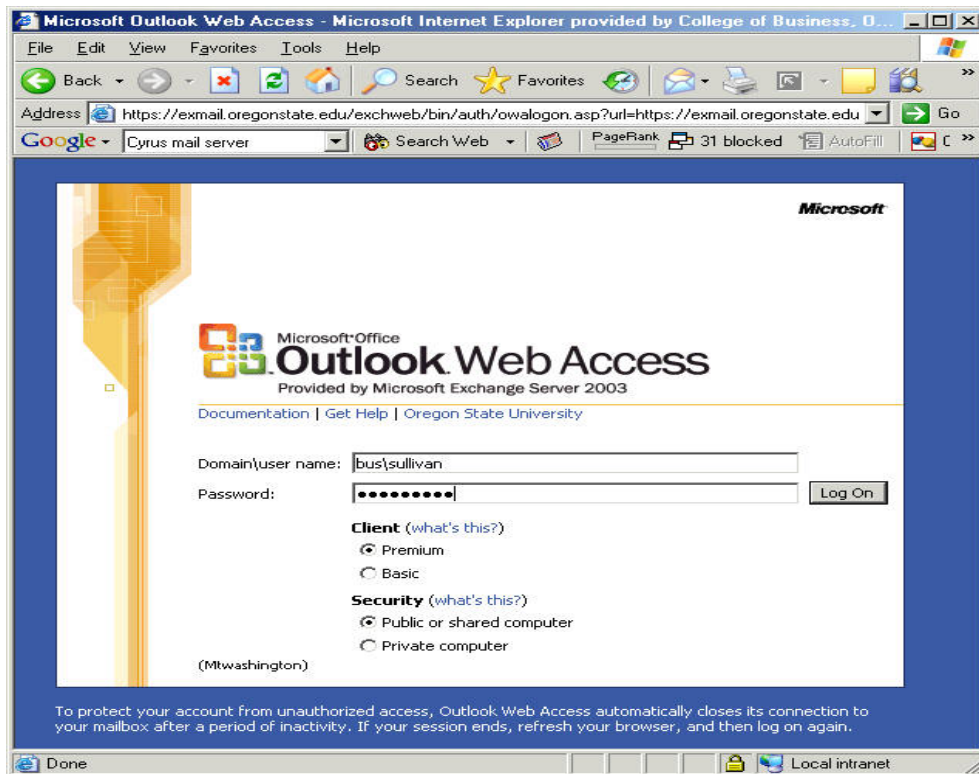 Microsoft Outlook Web Access - Microsoft Internet Explorer provided by College of Business, O...
File Edit View Favorites Tools Help
Back Search Favorites »
Address https://exmail.oregonstate.edu/exchweb/bin/auth/owalogon.asp?url=https://exmail.oregonstate.edu Go
Google Cyrus mail server Search Web PageRank 31 blocked AutoFill »
Microsoft
Microsoft Office
Outlook Web Access
Provided by Microsoft Exchange Server 2003
Documentation | Get Help | Oregon State University
Domain\user name: bus\sullivan
Password: ●●●●●●●●● Log On
Client (what's this?)
Premium
Basic
Security (what's this?)
Public or shared computer
Private computer
(Mtwashington)
To protect your account from unauthorized access, Outlook Web Access automatically closes its connection to
your mailbox after a period of inactivity. If your session ends, refresh your browser, and then log on again.
Done Local intranet